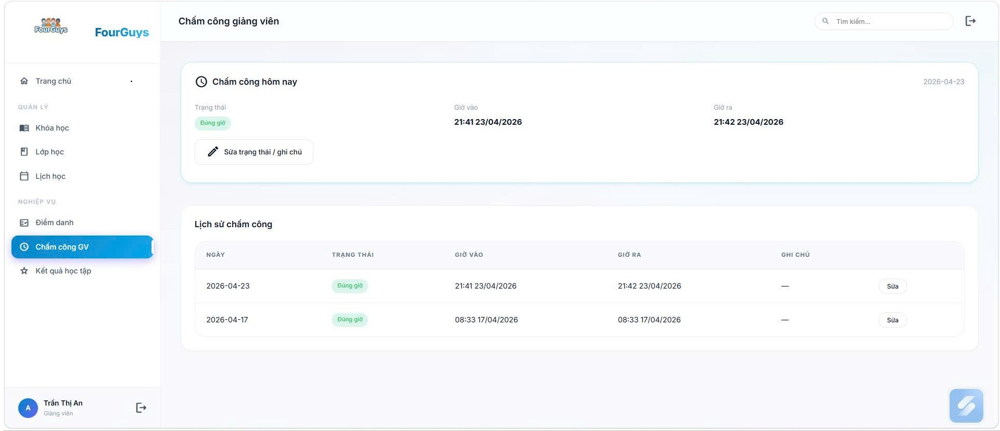 FourGuys
FourGuys
Chấm công giảng viên
Tìm kiếm...
Trang chủ
QUẢN LÝ
Khóa học
Lớp học
Lịch học
NGHIỆP VỤ
Điểm danh
Chấm công GV
Kết quả học tập
Trần Thị An
Giảng viên
A
Chấm công hôm nay
2026-04-23
Trạng thái
Giờ vào
Giờ ra
Đúng giờ
21:41 23/04/2026
21:42 23/04/2026
Sửa trạng thái / ghi chú
Lịch sử chấm công
NGÀY TRẠNG THÁI GIỜ VÀO GIỜ RA GHI CHÚ
2026-04-23 Đúng giờ 21:41 23/04/2026 21:42 23/04/2026 — Sửa
2026-04-17 Đúng giờ 08:33 17/04/2026 08:33 17/04/2026 — Sửa